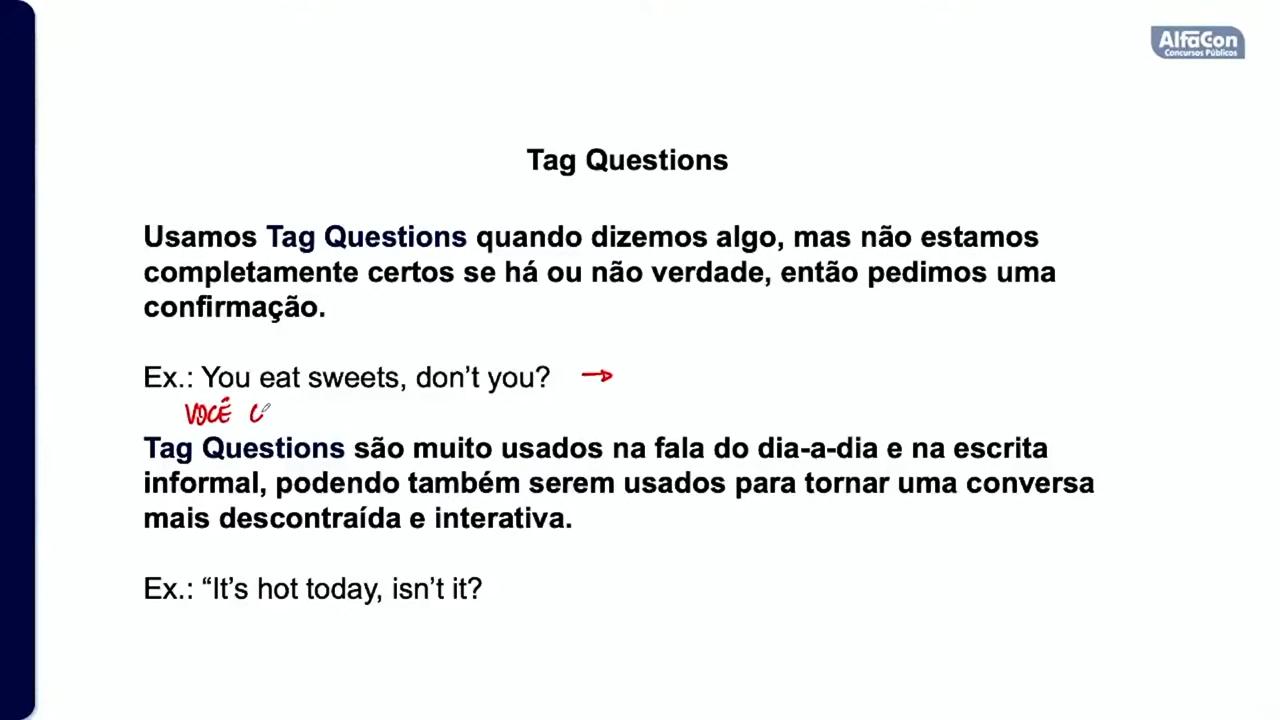 AlfaCon
Concursos Públicos
Tag Questions
Usamos Tag Questions quando dizemos algo, mas não estamos
completamente certos se há ou não verdade, então pedimos uma
confirmação.
Ex.: You eat sweets, don’t you? →
VOCÊ C
Tag Questions são muito usados na fala do dia-a-dia e na escrita
informal, podendo também serem usados para tornar uma conversa
mais descontraída e interativa.
Ex.: “It’s hot today, isn’t it?